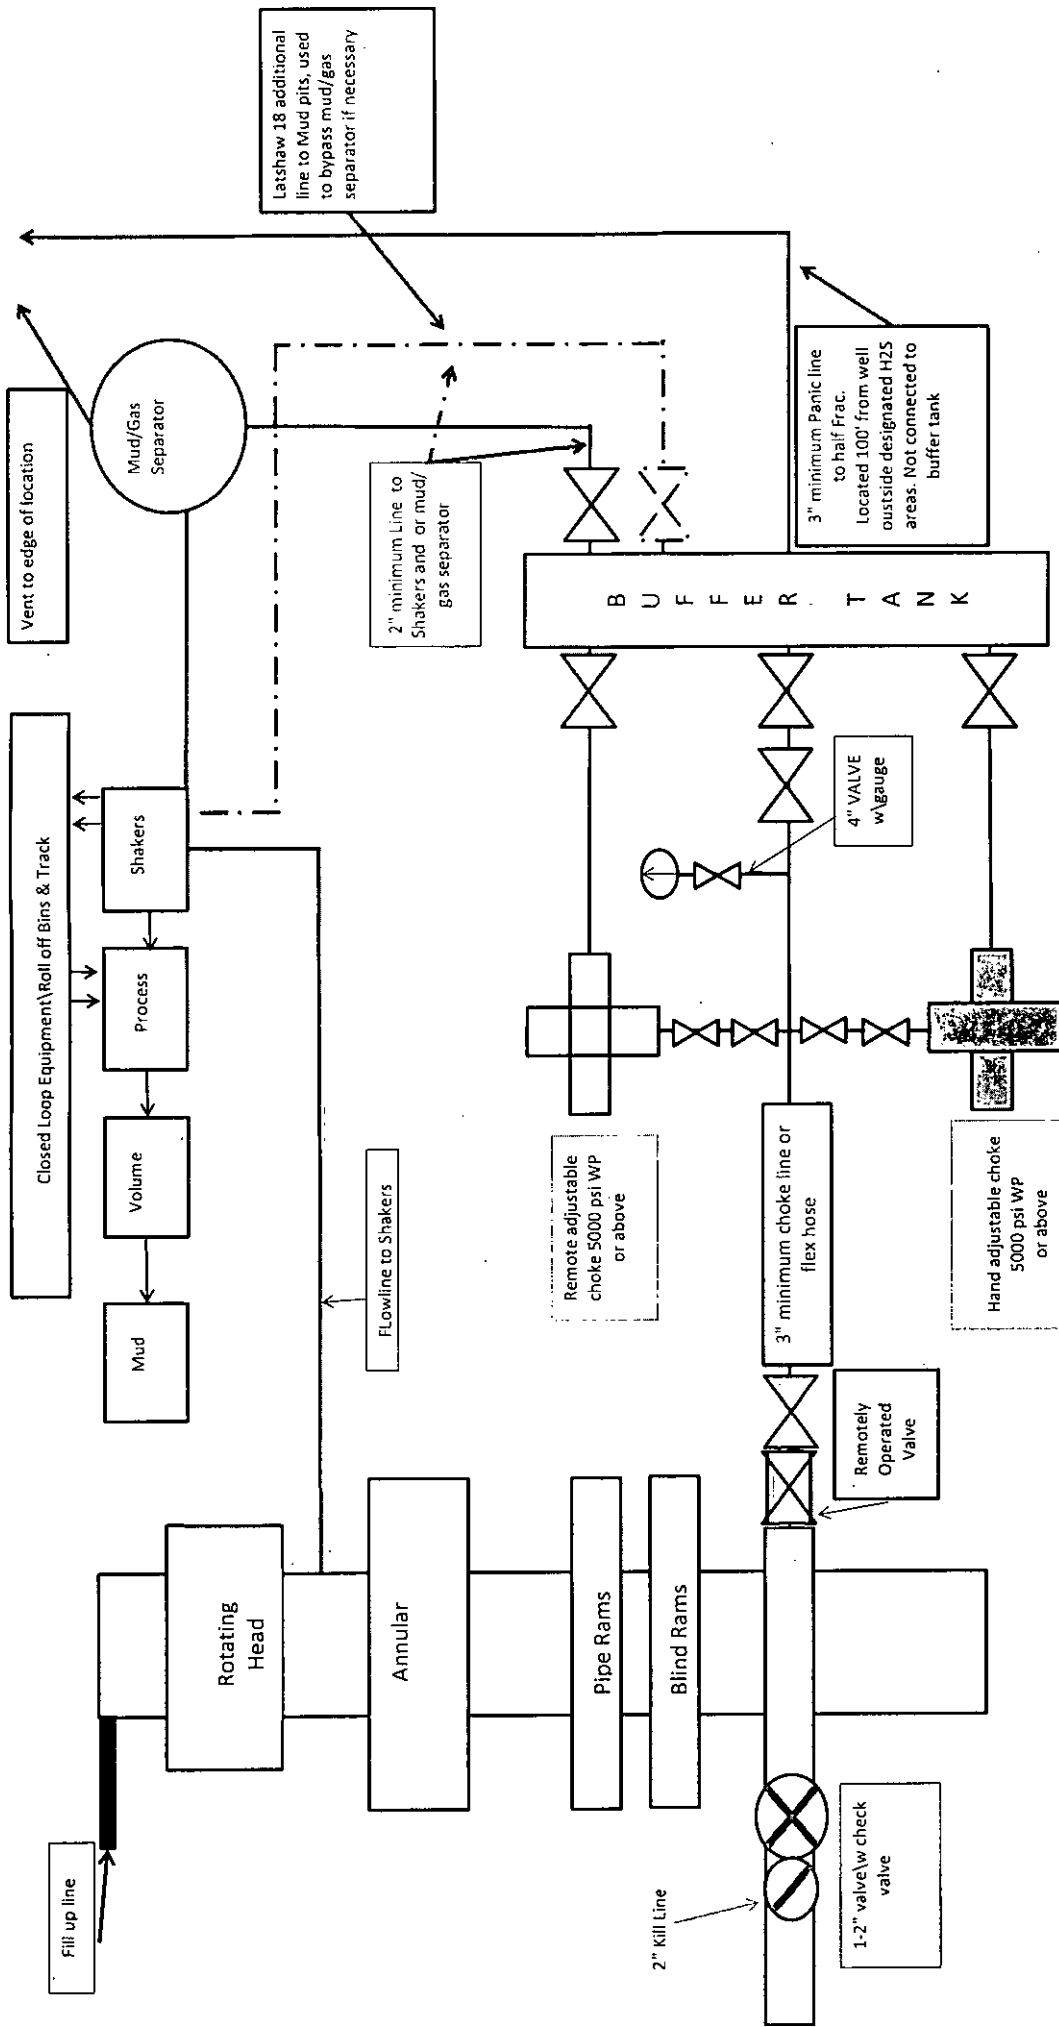 Fill up line
Rotating
Head
Annular
Pipe Rams
Blind Rams
2" Kill Line
1-2" valve\w check
valve
Mud
Volume
Process
Shakers
Closed Loop Equipment\Roll off Bins & Track
FLowline to Shakers
Vent to edge of location
Mud/Gas
Separator
Latshaw 18 additional
line to Mud pits, used
to bypass mud/gas
separator if necessary
2" minimum Line to
Shakers and or mud/
gas separator
Remote adjustable
choke 5000 psi WP
or above
3" minimum choke line or
flex hose
Remotely
Operated
Valve
Hand adjustable choke
5000 psi WP
or above
4" VALVE
w\gauge
BUFFER TANK
3" minimum Panic line
to half Frac.
Located 100' from well
oustside designated H2S
areas. Not connected to
buffer tank